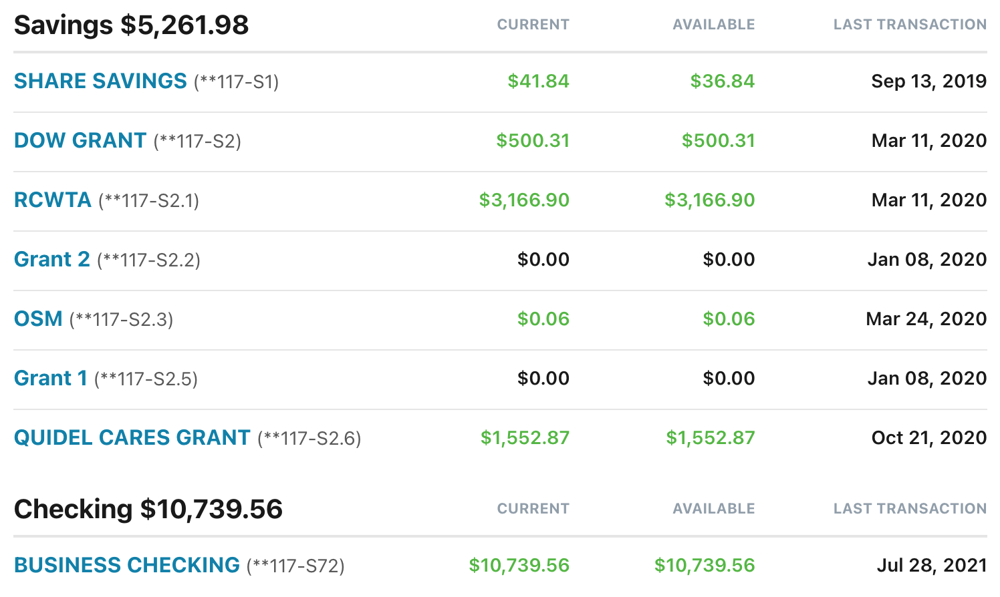 Savings $5,261.98 CURRENT AVAILABLE LAST TRANSACTION
SHARE SAVINGS (**117-S1) $41.84 $36.84 Sep 13, 2019
DOW GRANT (**117-S2) $500.31 $500.31 Mar 11, 2020
RCWTA (**117-S2.1) $3,166.90 $3,166.90 Mar 11, 2020
Grant 2 (**117-S2.2) $0.00 $0.00 Jan 08, 2020
OSM (**117-S2.3) $0.06 $0.06 Mar 24, 2020
Grant 1 (**117-S2.5) $0.00 $0.00 Jan 08, 2020
QUIDEL CARES GRANT (**117-S2.6) $1,552.87 $1,552.87 Oct 21, 2020
Checking $10,739.56 CURRENT AVAILABLE LAST TRANSACTION
BUSINESS CHECKING (**117-S72) $10,739.56 $10,739.56 Jul 28, 2021